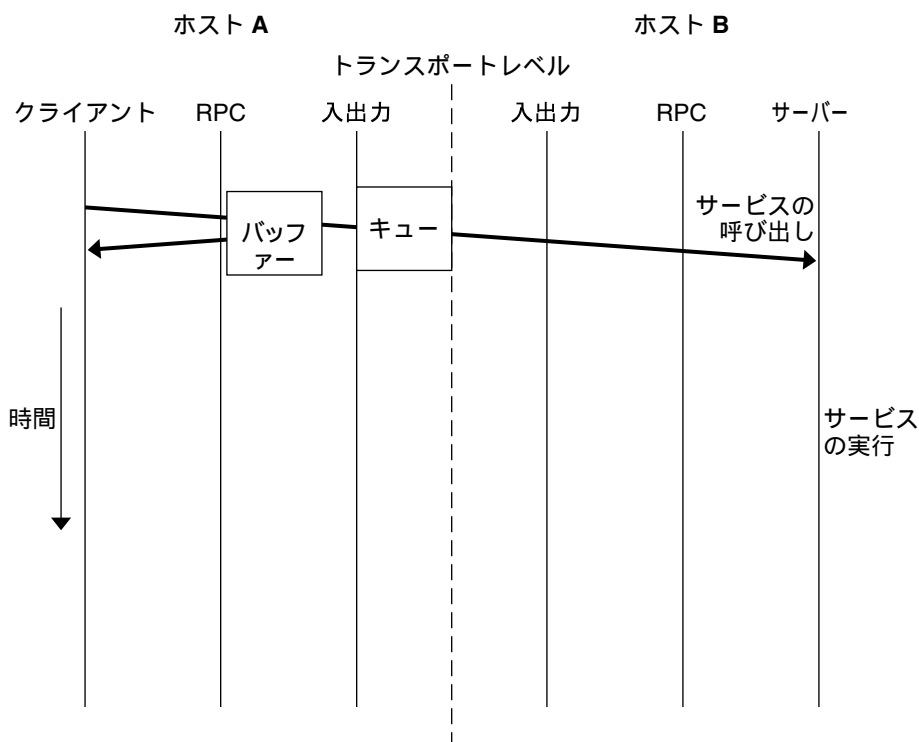 ホスト A
ホスト B
トランスポートレベル
クライアント
RPC
入出力
入出力
RPC
サーバー
バッフ
ァー
キュー
サービスの
呼び出し
時間
サービス
の実行